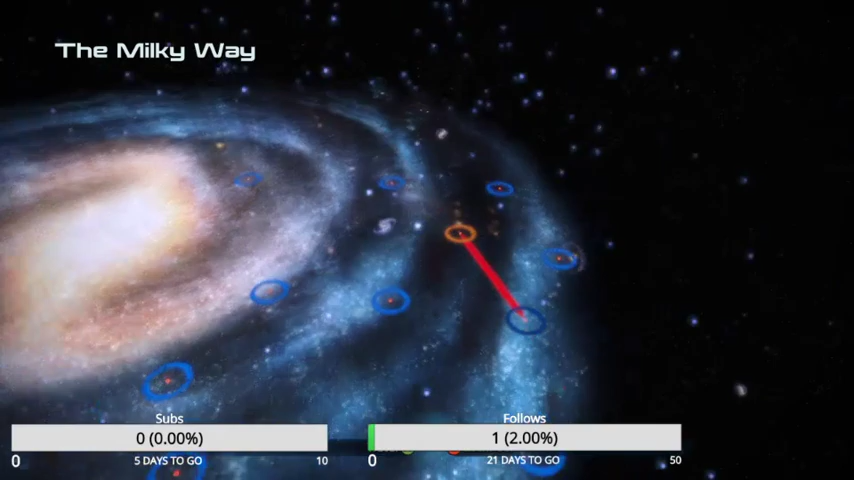 The Milky Way
Subs
0 (0.00%)
0 5 DAYS TO GO 10
Follows
1 (2.00%)
0 21 DAYS TO GO 50